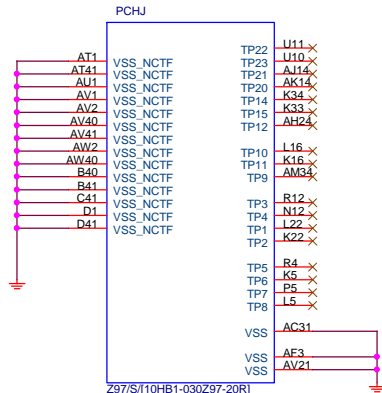 PCHJ
AT1 VSS_NCTF
AT41 VSS_NCTF
AU1 VSS_NCTF
AV1 VSS_NCTF
AV2 VSS_NCTF
AV40 VSS_NCTF
AV41 VSS_NCTF
AW2 VSS_NCTF
AW40 VSS_NCTF
B40 VSS_NCTF
B41 VSS_NCTF
C41 VSS_NCTF
D1 VSS_NCTF
D41 VSS_NCTF
TP22 U11
TP23 U10
TP21 AJ14
TP20 AK14
TP14 K34
TP15 K33
TP12 AH24
TP10 L16
TP11 K16
TP9 AM34
TP3 R12
TP4 N12
TP1 L22
TP2 K22
TP5 R4
TP6 K5
TP7 P5
TP8 L5
VSS AC31
VSS AF3
VSS AV21
Z97/S/[10HB1-030Z97-20R]